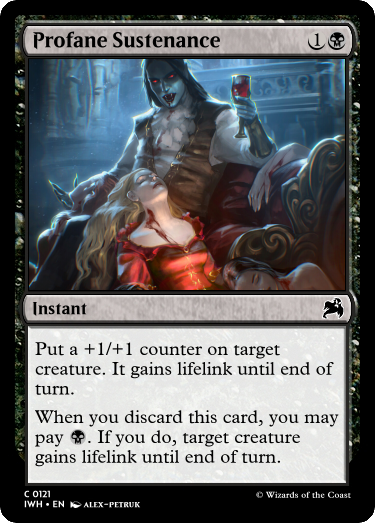 Profane Sustenance 1
Instant
Put a +1/+1 counter on target
creature. It gains lifelink until end of
turn.
When you discard this card, you may
pay . If you do, target creature
gains lifelink until end of turn.
C 0121
IWH • EN ALEX-PETRUK
© Wizards of the Coast